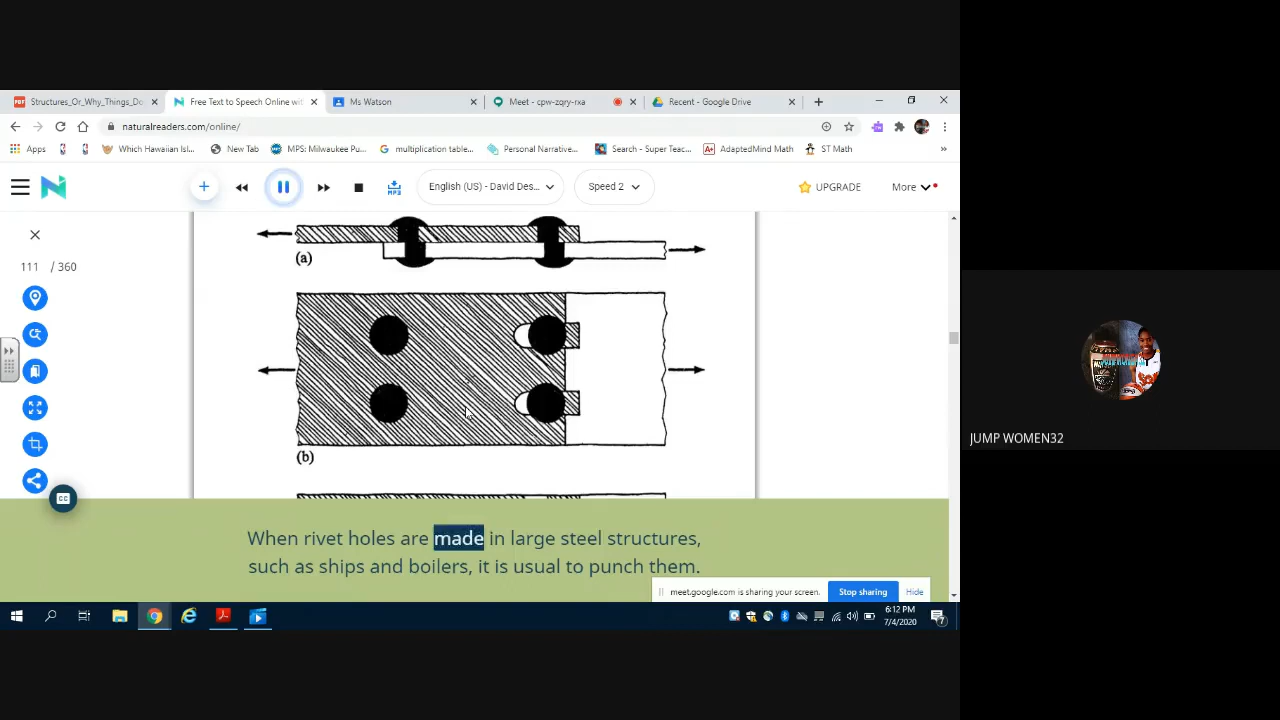 Structures_Or_Why_Things_Do
Free Text to Speech Online wit
Ms Watson
Meet - cpw-zqry-rxa
Recent - Google Drive
naturalreaders.com/online/
Apps
Which Hawaiian Isl...
New Tab
MPS: Milwaukee Pu...
multiplication table...
Personal Narrative...
Search - Super Teac...
AdaptedMind Math
ST Math
»
MP3
English (US) - David Des...
Speed 2
UPGRADE
More
111 / 360
(a)
(b)
CC
When rivet holes are made in large steel structures,
such as ships and boilers, it is usual to punch them.
meet.google.com is sharing your screen.
Stop sharing
Hide
6:12 PM
7/4/2020
JUMP WOMEN32